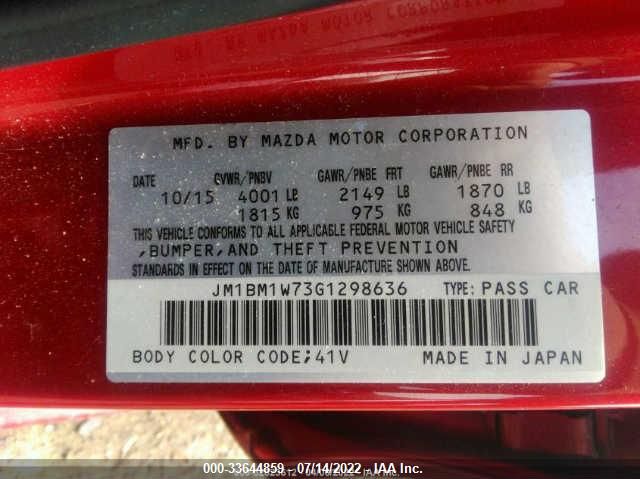 MFD. BY MAZDA MOTOR CORPORATION
DATE GVWR/PNBV GAWR/PNBE FRT GAWR/PNBE RR
10/15 4001 LB 2149 LB 1870 LB
1815 KG 975 KG 848 KG
THIS VEHICLE CONFORMS TO ALL APPLICABLE FEDERAL MOTOR VEHICLE SAFETY
,BUMPER,AND THEFT PREVENTION
STANDARDS IN EFFECT ON THE DATE OF MANUFACTURE SHOWN ABOVE.
JM1BM1W73G1298636 TYPE: PASS CAR
BODY COLOR CODE;41V MADE IN JAPAN
000-33644859 - 07/14/2022 - IAA Inc.